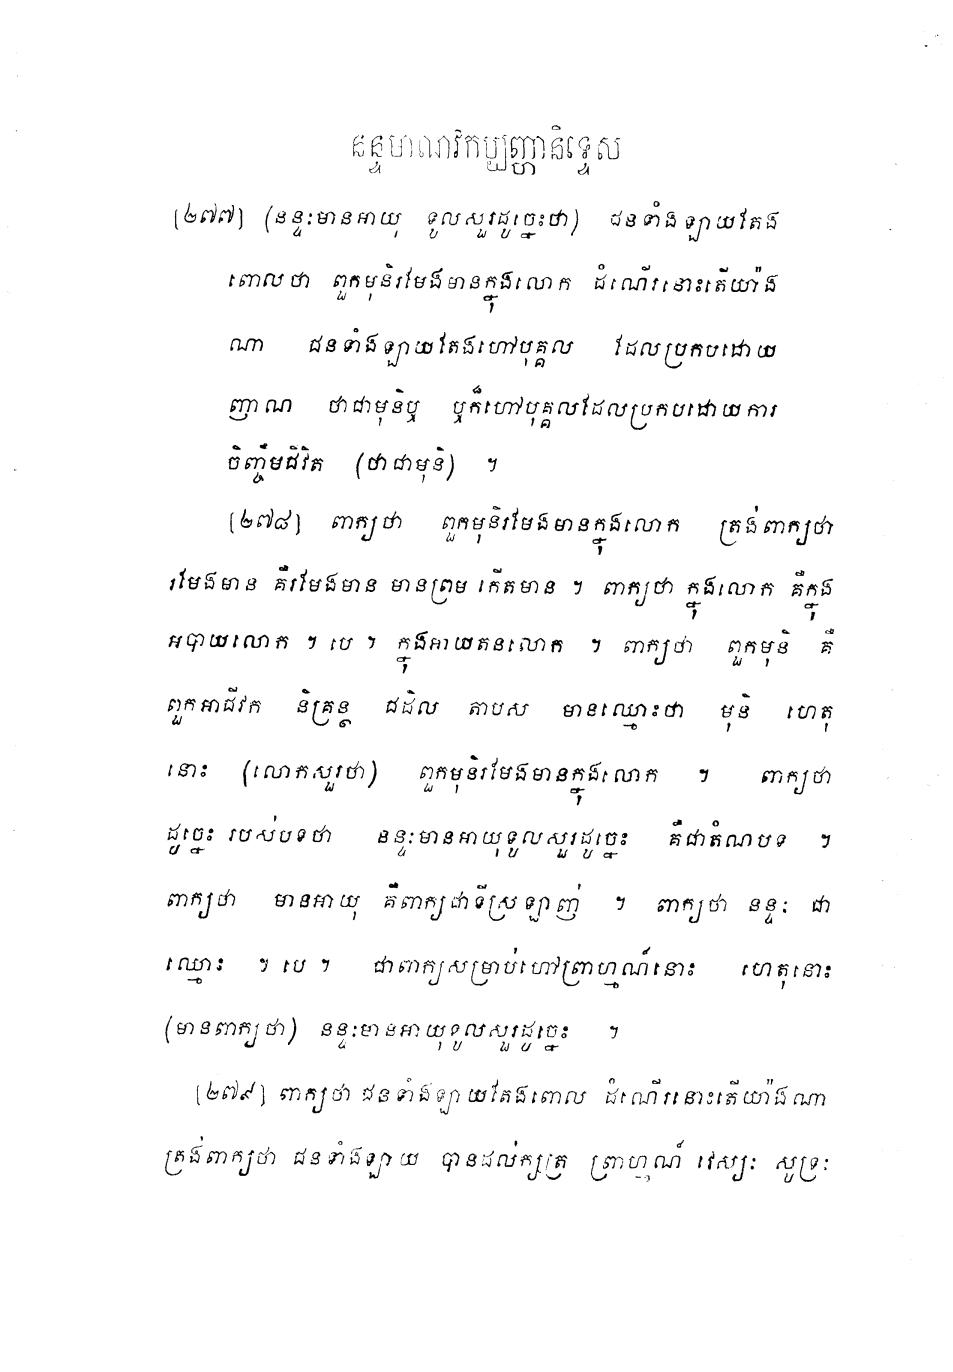 នន្ទមាណវកប្បញ្ហានិទ្ទេស
[២៧៧] (នន្ទៈមានអាយុ ទូលសួរដូច្នេះថា) ជនទាំងឡាយតែង
ពោលថា ពួកមុនិរមែងមានក្នុងលោក ដំណើរនោះតើយ៉ាង
ណា ជនទាំងឡាយតែងហៅបុគ្គល ដែលប្រកបដោយ
ញាណ ថាជាមុនិឬ ឬក៏ហៅបុគ្គលដែលប្រកបដោយការ
ចិញ្ចឹមជីវិត (ថាជាមុនិ) ។
[២៧៨] ពាក្យថា ពួកមុនិរមែងមានក្នុងលោក ត្រង់ពាក្យថា
រមែងមាន គឺរមែងមាន មានព្រម កើតមាន ។ ពាក្យថា ក្នុងលោក គឺក្នុង
អបាយលោក ។ បេ ។ ក្នុងអាយតនលោក ។ ពាក្យថា ពួកមុនិ គឺ
ពួកអាជីវក និគ្រន្ថ ជដិល តាបស មានឈ្មោះថា មុនិ ហេតុ
នោះ (លោកសួរថា) ពួកមុនិរមែងមានក្នុងលោក ។ ពាក្យថា
ដូច្នេះ របស់បទថា នន្ទៈមានអាយុទូលសួរដូច្នេះ គឺជាតំណបទ ។
ពាក្យថា មានអាយុ គឺពាក្យជាទីស្រឡាញ់ ។ ពាក្យថា នន្ទៈ ជា
ឈ្មោះ ។ បេ ។ ជាពាក្យសម្រាប់ហៅព្រាហ្មណ៍នោះ ហេតុនោះ
(មានពាក្យថា) នន្ទៈមានអាយុទូលសួរដូច្នេះ ។
[២៧៩] ពាក្យថា ជនទាំងឡាយតែងពោល ដំណើរនោះតើយ៉ាងណា
ត្រង់ពាក្យថា ជនទាំងឡាយ បានដល់ក្សត្រ ព្រាហ្មណ៍ វេស្សៈ សូទ្រៈ